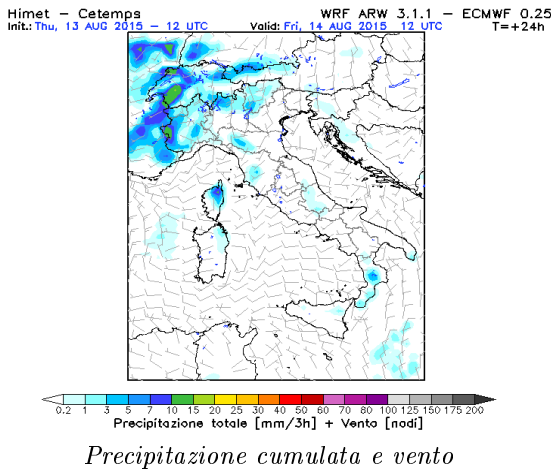 Himet – Cetemps WRF ARW 3.1.1 – ECMWF 0.25
Init.: Thu, 13 AUG 2015 – 12 UTC Valid: Fri, 14 AUG 2015 12 UTC T=+24h
0.2 1 3 5 7 10 15 20 25 30 40 50 60 70 80 100 125 150 175 200
Precipitazione totale [mm/3h] + Vento [nodi]
Precipitazione cumulata e vento